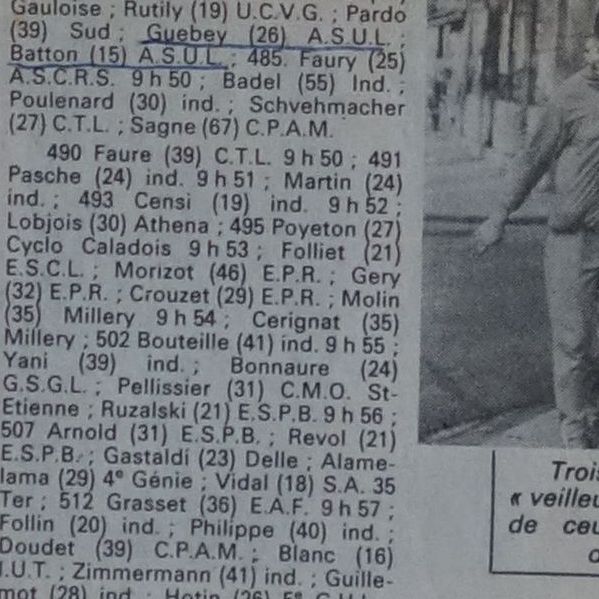 Gauloise ; Rutily (19) U.C.V.G. ; Pardo
(39) Sud ; Guebey (26) A.S.U.L. ;
Batton (15) A.S.U.L. ; 485. Faury (25)
A.S.C.R.S. 9 h 50 ; Badel (55) Ind. ;
Poulenard (30) ind. ; Schvehmacher
(27) C.T.L. ; Sagne (67) C.P.A.M.
490 Faure (39) C.T.L. 9 h 50 ; 491
Pasche (24) ind. 9 h 51 ; Martin (24)
ind. ; 493 Censi (19) ind. 9 h 52 ;
Lobjois (30) Athena ; 495 Poyeton (27)
Cyclo Caladois 9 h 53 ; Folliet (21)
E.S.C.L. ; Morizot (46) E.P.R. ; Gery
(32) E.P.R. ; Crouzet (29) E.P.R. ; Molin
(35) Millery 9 h 54 ; Cerignat (35)
Millery ; 502 Bouteille (41) ind. 9 h 55 ;
Yani (39) ind. ; Bonnaure (24)
G.S.G.L. ; Pellissier (31) C.M.O. St-
Etienne ; Ruzalski (21) E.S.P.B. 9 h 56 ;
507 Arnold (31) E.S.P.B. ; Revol (21)
E.S.P.B. ; Gastaldi (23) Delle ; Alame-
lama (29) 4e Génie ; Vidal (18) S.A. 35
Ter ; 512 Grasset (36) E.A.F. 9 h 57 ;
Follin (20) ind. ; Philippe (40) ind. ;
Doudet (39) C.P.A.M. ; Blanc (16)
I.U.T. ; Zimmermann (41) ind. ; Guille-
mot (28) ind. ; Hotin (26)
Trois
« veilleu
de ceu